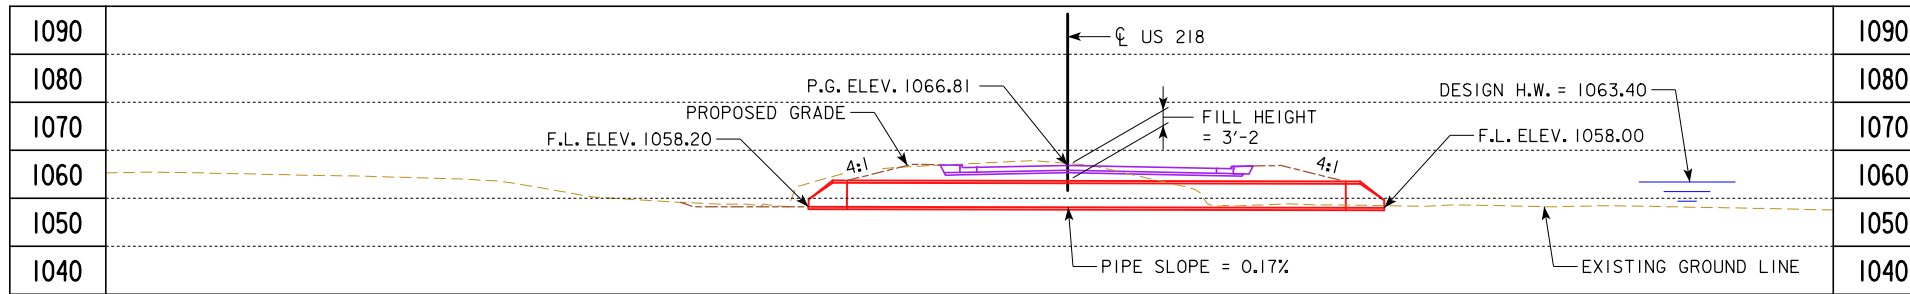 1090 1090
℄ US 218
1080 P.G. ELEV. 1066.81 DESIGN H.W. = 1063.40 1080
PROPOSED GRADE FILL HEIGHT
1070 = 3'-2 1070
F.L. ELEV. 1058.20 F.L. ELEV. 1058.00
4:1 4:1
1060 1060
1050 1050
1040 PIPE SLOPE = 0.17% EXISTING GROUND LINE 1040